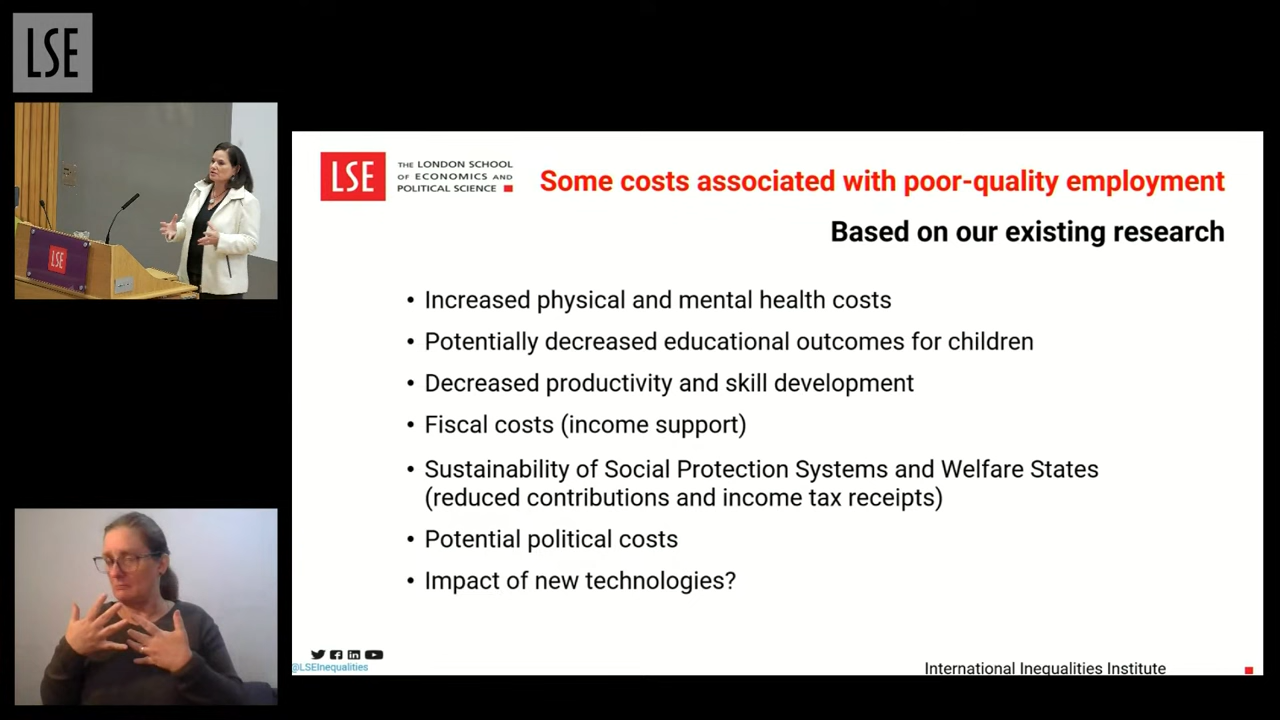 LSE
LSE
LSE
THE LONDON SCHOOL
OF ECONOMICS AND
POLITICAL SCIENCE
Some costs associated with poor-quality employment
Based on our existing research
• Increased physical and mental health costs
• Potentially decreased educational outcomes for children
• Decreased productivity and skill development
• Fiscal costs (income support)
• Sustainability of Social Protection Systems and Welfare States
(reduced contributions and income tax receipts)
• Potential political costs
• Impact of new technologies?
@LSEInequalities
International Inequalities Institute